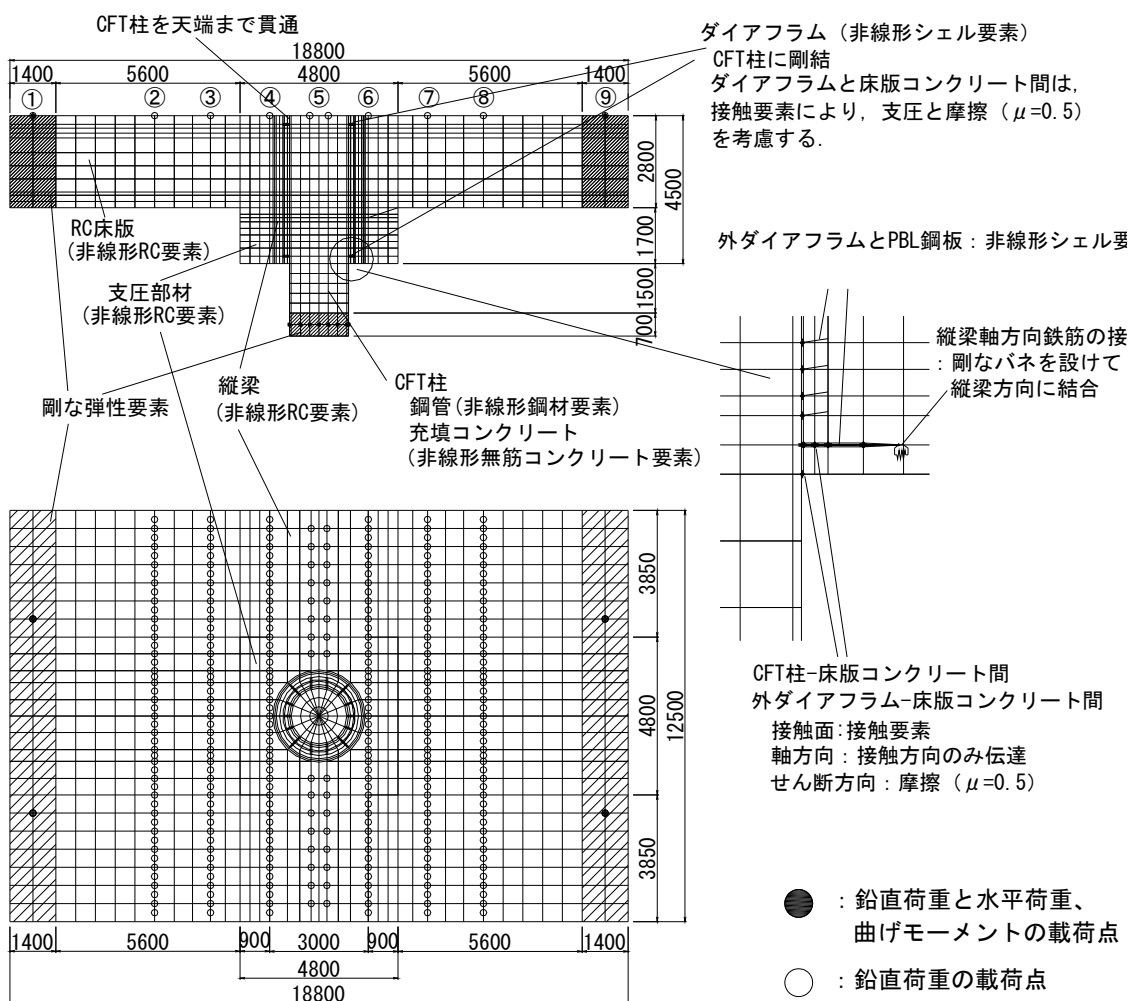 CFT柱を天端まで貫通
18800
1400
5600
4800
5600
1400
①
②
③
④
⑤
⑥
⑦
⑧
⑨
ダイアフラム（非線形シェル要素）
CFT柱に剛結
ダイアフラムと床版コンクリート間は，
接触要素により，支圧と摩擦（μ=0.5）
を考慮する．
2800
4500
1700
1500
700
RC床版
(非線形RC要素)
支圧部材
(非線形RC要素)
剛な弾性要素
縦梁
(非線形RC要素)
CFT柱
鋼管(非線形鋼材要素)
充填コンクリート
(非線形無筋コンクリート要素)
外ダイアフラムとPBL鋼板：非線形シェル要
縦梁軸方向鉄筋の接
：剛なバネを設けて
縦梁方向に結合
CFT柱-床版コンクリート間
外ダイアフラム-床版コンクリート間
接触面:接触要素
軸方向：接触方向のみ伝達
せん断方向：摩擦（μ=0.5）
3850
4800
12500
3850
1400
5600
900
3000
900
5600
1400
4800
18800
：鉛直荷重と水平荷重、
曲げモーメントの載荷点
：鉛直荷重の載荷点